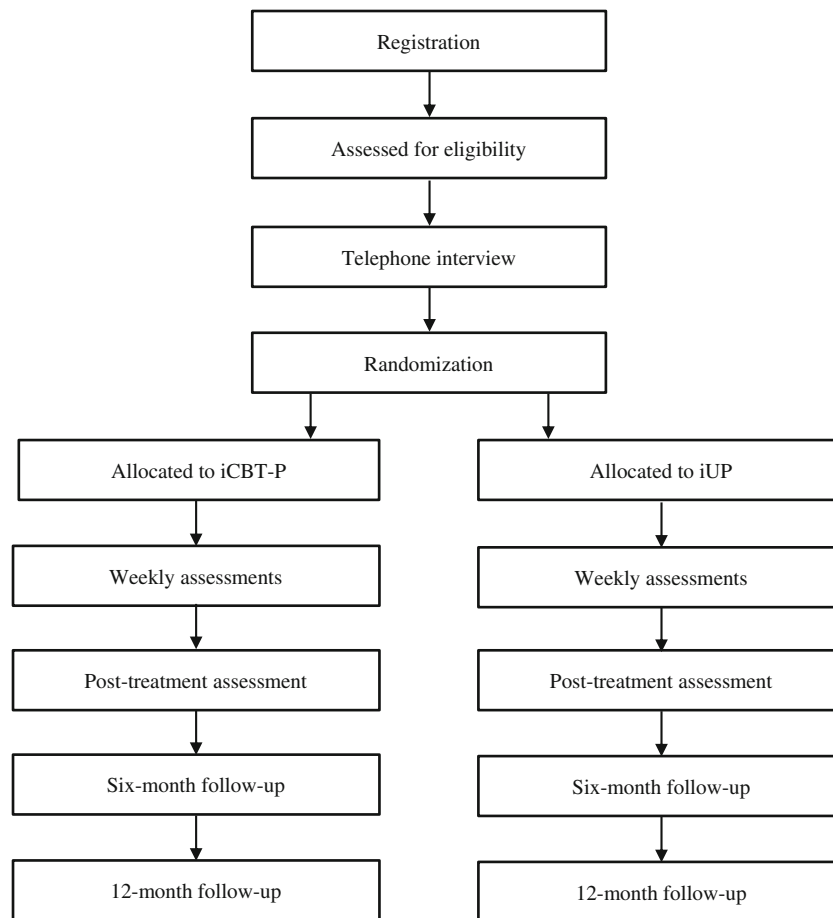 Registration
Assessed for eligibility
Telephone interview
Randomization
Allocated to iCBT-P
Allocated to iUP
Weekly assessments
Weekly assessments
Post-treatment assessment
Post-treatment assessment
Six-month follow-up
Six-month follow-up
12-month follow-up
12-month follow-up